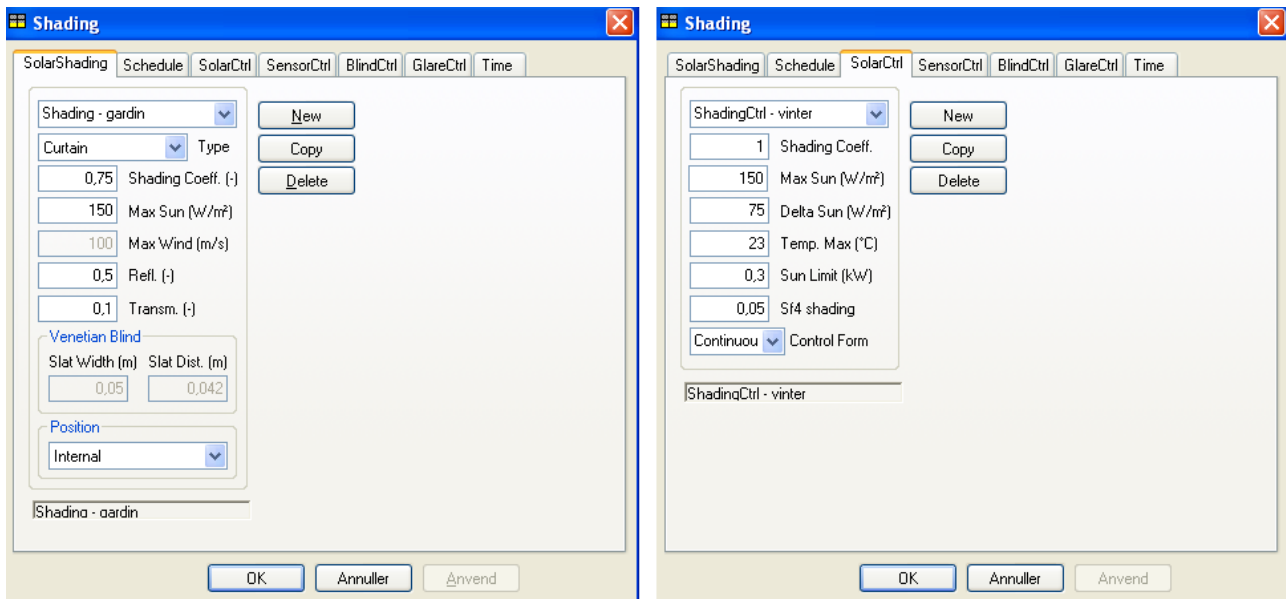 Shading
SolarShading Schedule SolarCtrl SensorCtrl BlindCtrl GlareCtrl Time
Shading - gardin New
Curtain Type Copy
0,75 Shading Coeff. (-) Delete
150 Max Sun (W/m²)
100 Max Wind (m/s)
0,5 Refl. (-)
0,1 Transm. (-)
Venetian Blind
Slat Width (m) Slat Dist. (m)
0,05 0,042
Position
Internal
Shading - gardin
OK Annuller Anvend
Shading
SolarShading Schedule SolarCtrl SensorCtrl BlindCtrl GlareCtrl Time
ShadingCtrl - vinter New
1 Shading Coeff. Copy
150 Max Sun (W/m²) Delete
75 Delta Sun (W/m²)
23 Temp. Max (°C)
0,3 Sun Limit (kW)
0,05 Sf4 shading
Continuou Control Form
ShadingCtrl - vinter
OK Annuller Anvend